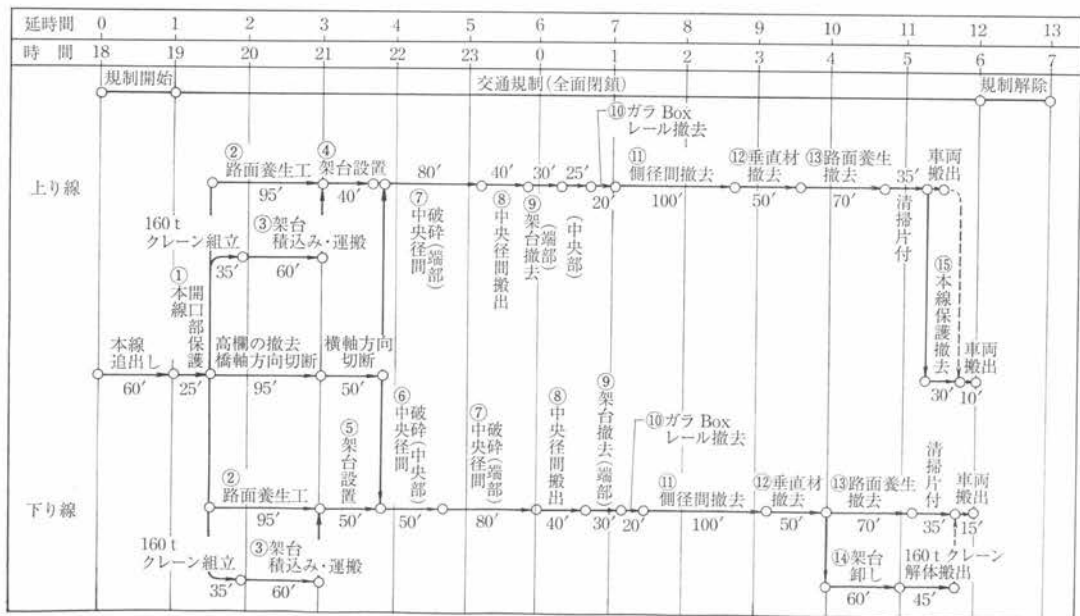 延時間 0 1 2 3 4 5 6 7 8 9 10 11 12 13
時間 18 19 20 21 22 23 0 1 2 3 4 5 6 7
規制開始 交通規制(全面閉鎖) 規制解除
上り線
②路面養生工
95′
④架台設置
40′
80′
⑦中央径間破砕(端部)
40′
⑧中央径間搬出
30′
⑨架台撤去(端部)
25′
(中央部)
⑩ガラ Box
レール撤去
20′
⑪側径間撤去
100′
⑫垂直材
撤去
50′
⑬路面養生
撤去
70′
35′
清掃片付
車両
搬出
160 t
クレーン組立
35′
③架台
積込み・運搬
60′
本線
追出し
60′
①本線開口部保護
25′
高欄の撤去
橋軸方向切断
95′
横軸方向
切断
50′
⑮本線保護撤去
30′
車両
搬出
10′
下り線
②路面養生工
95′
⑤架台設置
50′
⑥中央径間破砕(中央部)
50′
⑦中央径間破砕(端部)
80′
⑧中央径間搬出
40′
⑨架台撤去(端部)
30′
⑩ガラ Box
レール撤去
20′
⑪側径間撤去
100′
⑫垂直材
撤去
50′
⑬路面養生
撤去
70′
清掃片付
35′
車両
搬出
15′
160 t
クレーン組立
35′
③架台
積込み・運搬
60′
⑭架台
卸し
60′
160 t クレーン
解体搬出
45′